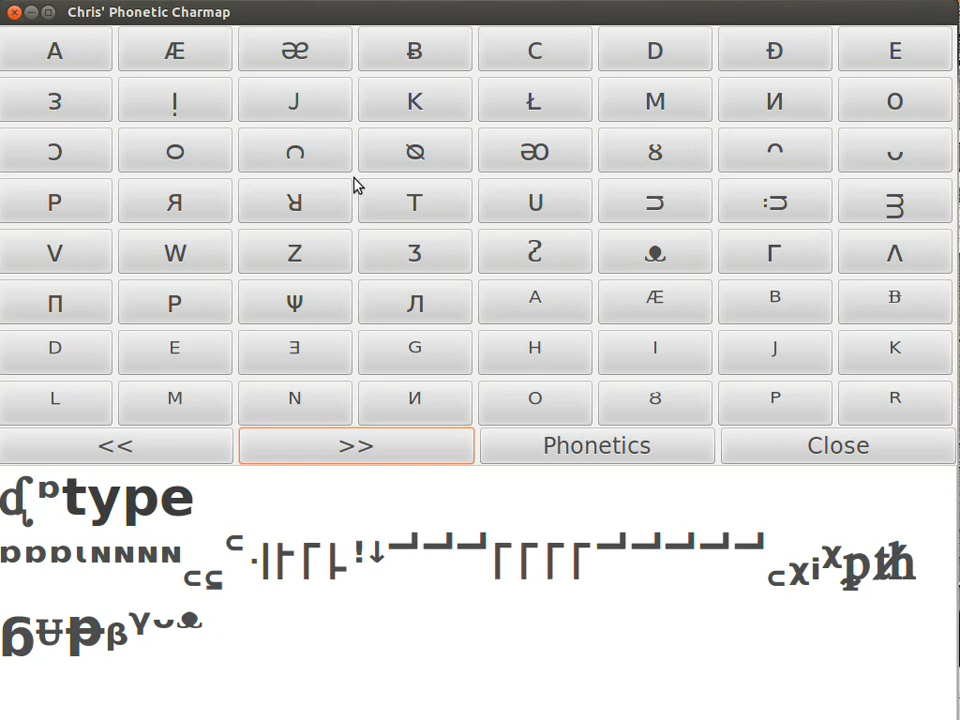 Chris' Phonetic Charmap
ᴀ ᴁ ᴂ ᴃ ᴄ ᴅ ᴆ ᴇ
ᴈ ᴉ ᴊ ᴋ ᴌ ᴍ ᴎ ᴏ
ᴐ ᴑ ᴒ ᴓ ᴔ ᴕ ᴖ ᴗ
ᴘ ᴙ ᴚ ᴛ ᴜ ᴝ ᴞ ᴟ
ᴠ ᴡ ᴢ ᴣ ᴤ ᴥ ᴦ ᴧ
ᴨ ᴩ ᴪ ᴫ ᴬ ᴭ ᴮ ᴯ
ᴰ ᴱ ᴲ ᴳ ᴴ ᴵ ᴶ ᴷ
ᴸ ᴹ ᴺ ᴻ ᴼ ᴽ ᴾ ᴿ
<< >> Phonetics Close
type